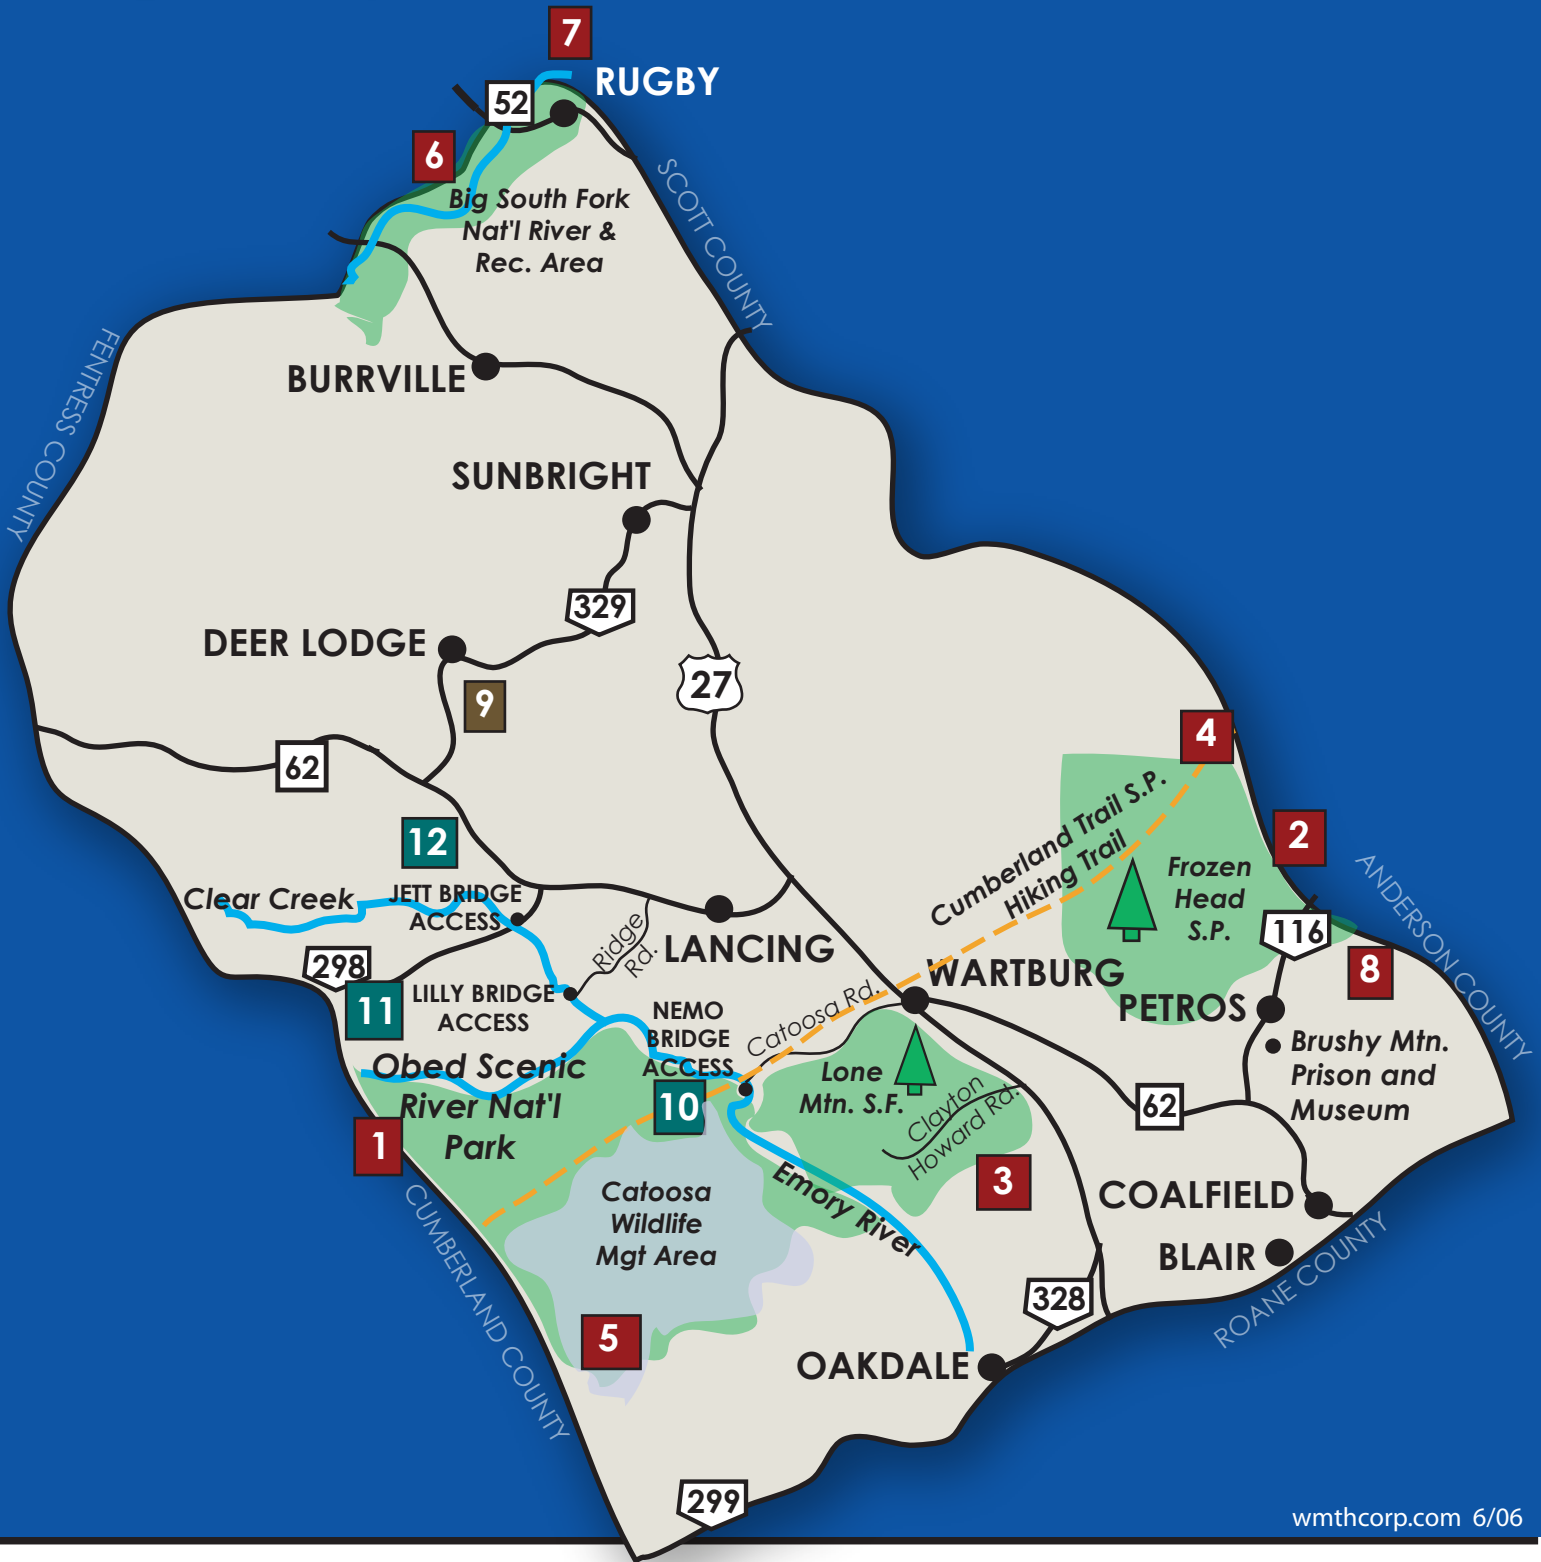 7
RUGBY
52
6
Big South Fork
Nat'l River &
Rec. Area
SCOTT COUNTY
FENTRESS COUNTY
BURRVILLE
SUNBRIGHT
329
DEER LODGE
27
9
4
62
Cumberland Trail S.P.
Hiking Trail
2
12
Frozen
Head
S.P.
ANDERSON COUNTY
Clear Creek
JETT BRIDGE
ACCESS
Ridge
Rd.
LANCING
116
298
8
WARTBURG
11
LILLY BRIDGE
ACCESS
NEMO
BRIDGE
ACCESS
Catoosa Rd.
PETROS
Brushy Mtn.
Prison and
Museum
Obed Scenic
River Nat'l
Park
Lone
Mtn. S.F.
10
Clayton
Howard Rd.
62
1
3
Catoosa
Wildlife
Mgt Area
Emory River
COALFIELD
BLAIR
CUMBERLAND COUNTY
ROANE COUNTY
328
5
OAKDALE
299
wmthcorp.com 6/06